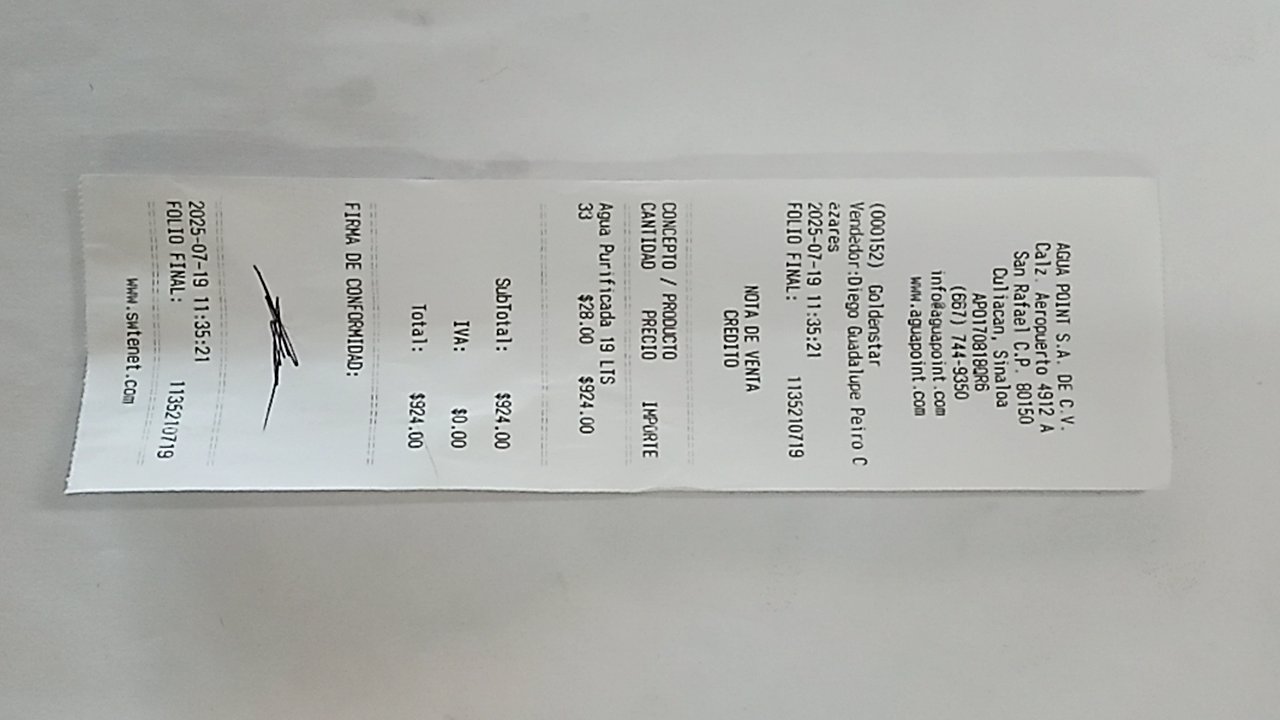 AGUA POINT S.A. DE C.V.
Calz. Aeropuerto 4912 A
San Rafael C.P. 80150
Culiacan, Sinaloa
APO170818QR6
(667) 744-9350
info@aguapoint.com
www.aguapoint.com
(000152) Goldenstar
Vendedor:Diego Guadalupe Peiro C
azares
2025-07-19 11:35:21
FOLIO FINAL: 1135210719
NOTA DE VENTA
CREDITO
CONCEPTO / PRODUCTO
CANTIDAD PRECIO IMPORTE
Agua Purificada 19 LTS
33 $28.00 $924.00
SubTotal: $924.00
IVA: $0.00
Total: $924.00
FIRMA DE CONFORMIDAD:
2025-07-19 11:35:21
FOLIO FINAL: 1135210719
www.swtenet.com